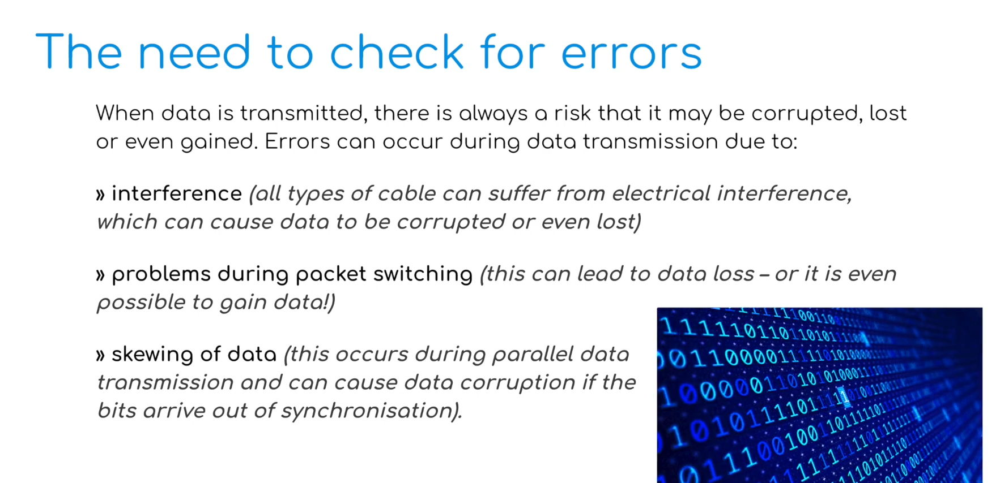 The need to check for errors
When data is transmitted, there is always a risk that it may be corrupted, lost
or even gained. Errors can occur during data transmission due to:
» interference (all types of cable can suffer from electrical interference,
which can cause data to be corrupted or even lost)
» problems during packet switching (this can lead to data loss – or it is even
possible to gain data!)
» skewing of data (this occurs during parallel data
transmission and can cause data corruption if the
bits arrive out of synchronisation).